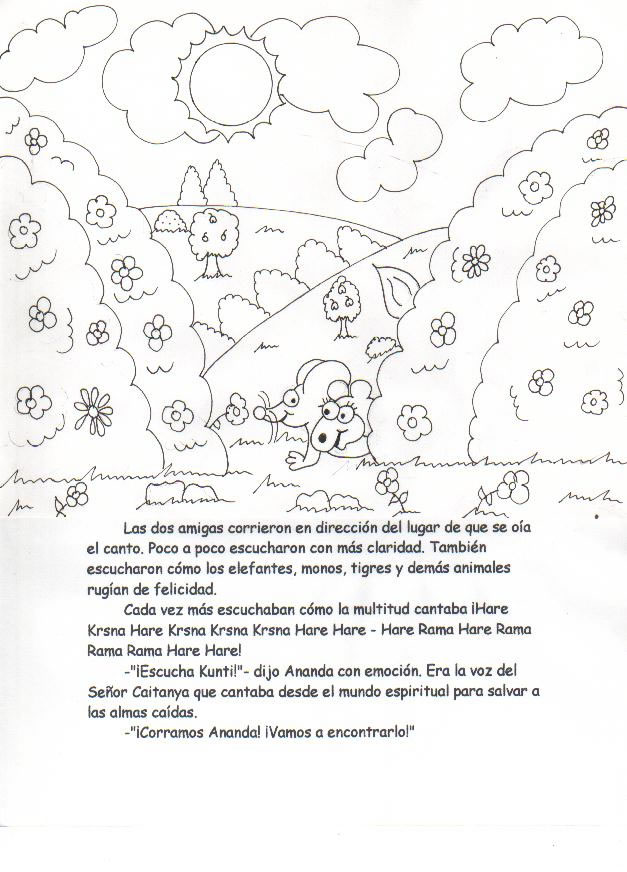 Las dos amigas corrieron en dirección del lugar de que se oía
el canto. Poco a poco escucharon con más claridad. También
escucharon cómo los elefantes, monos, tigres y demás animales
rugían de felicidad.
Cada vez más escuchaban cómo la multitud cantaba ¡Hare
Krsna Hare Krsna Krsna Krsna Hare Hare - Hare Rama Hare Rama
Rama Rama Hare Hare!
-"¡Escucha Kunti!"- dijo Ananda con emoción. Era la voz del
Señor Caitanya que cantaba desde el mundo espiritual para salvar a
las almas caídas.
-"¡Corramos Ananda! ¡Vamos a encontrarlo!"